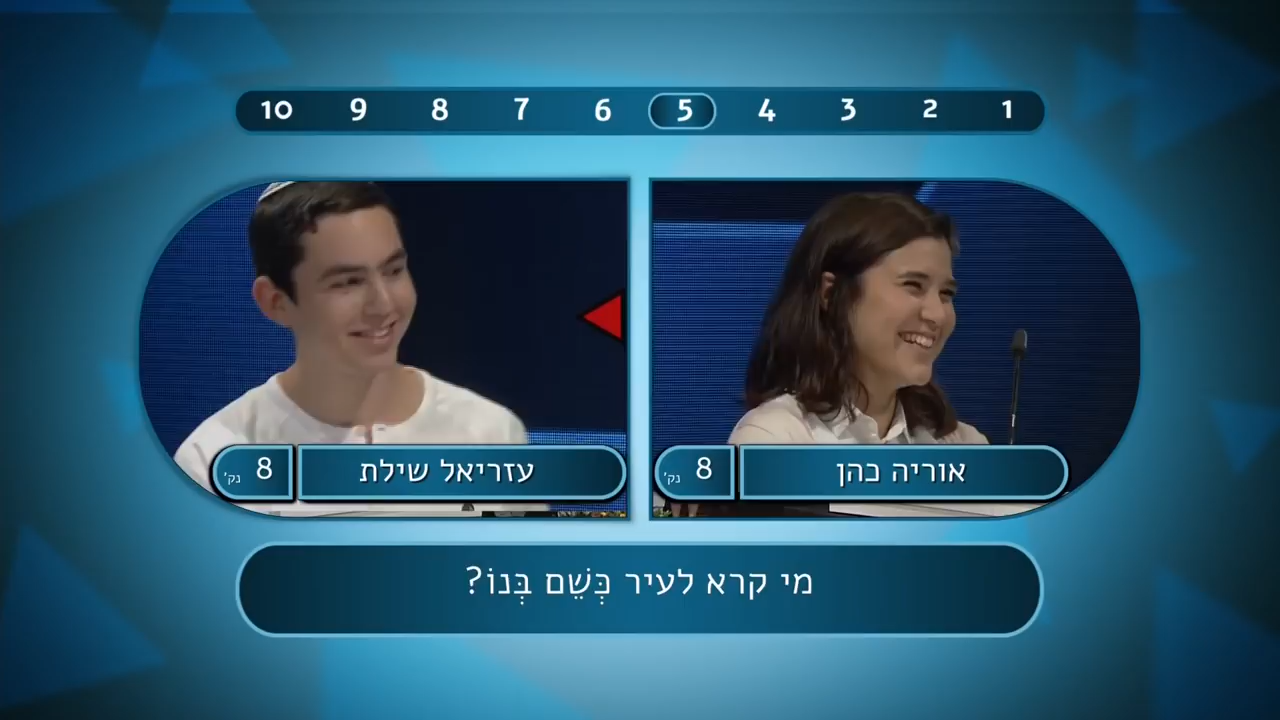 10 9 8 7 6 5 4 3 2 1
אוריה כהן
8 נק'
עזריאל שילת
8 נק'
מי קרא לעיר כְּשֵׁם בְּנוֹ?